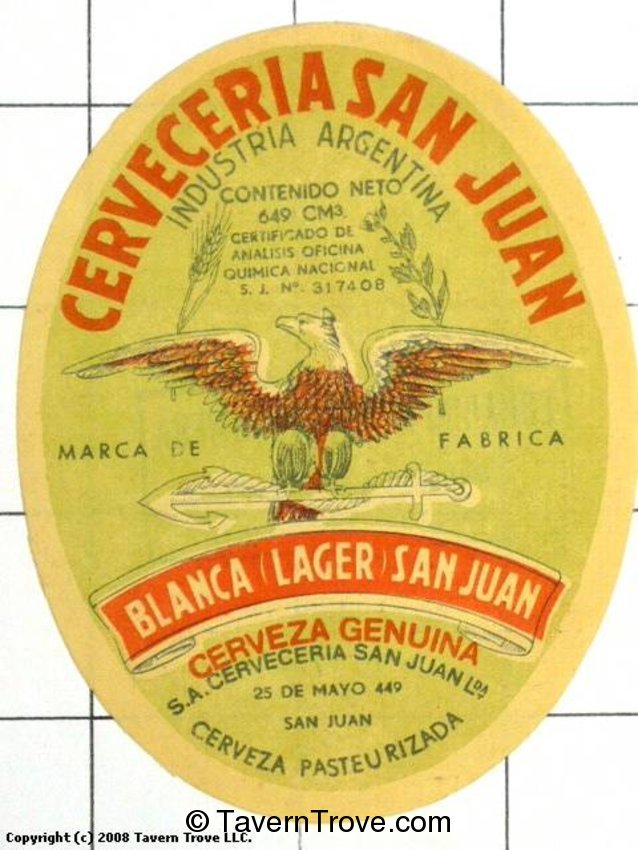 CERVECERIA SAN JUAN
INDUSTRIA ARGENTINA
CONTENIDO NETO
649 CM3.
CERTIFICADO DE
ANALISIS OFICINA
QUIMICA NACIONAL
S. J. Nº. 317408
MARCA DE FABRICA
BLANCA (LAGER) SAN JUAN
CERVEZA GENUINA
S.A. CERVECERIA SAN JUAN LDA.
25 DE MAYO 449
SAN JUAN
CERVEZA PASTEURIZADA
© TavernTrove.com
Copyright (c) 2008 Tavern Trove LLC.